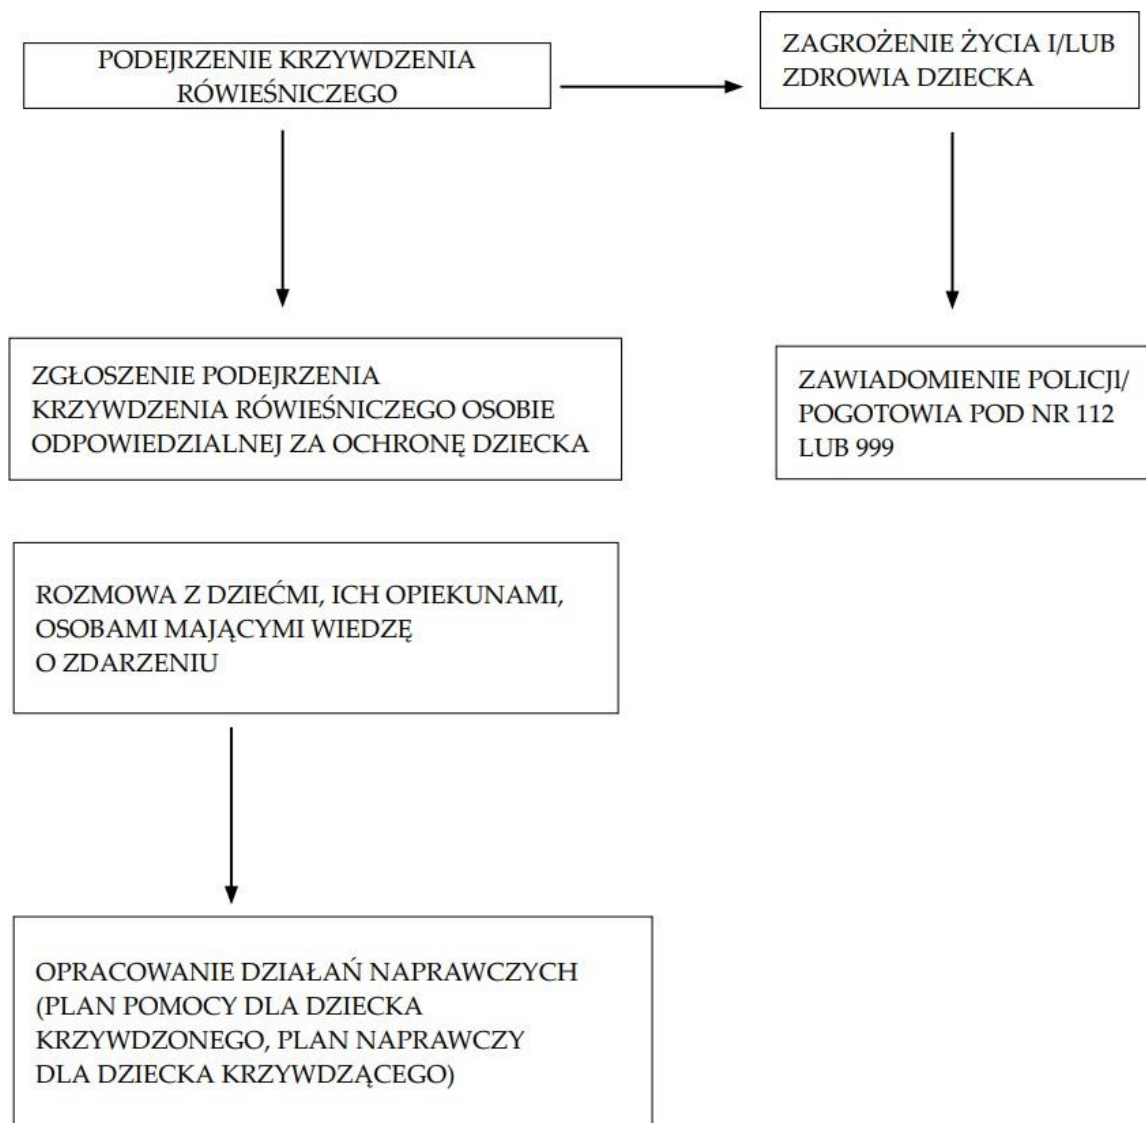 PODEJRZENIE KRZYWDZENIA
RÓWIEŚNICZEGO
ZAGROŻENIE ŻYCIA I/LUB
ZDROWIA DZIECKA
ZGŁOSZENIE PODEJRZENIA
KRZYWDZENIA RÓWIEŚNICZEGO OSOBIE
ODPOWIEDZIALNEJ ZA OCHRONĘ DZIECKA
ZAWIADOMIENIE POLICJl/
POGOTOWIA POD NR 112
LUB 999
ROZMOWA Z DZIEĆMI, ICH OPIEKUNAMI,
OSOBAMI MAJĄCYMI WIEDZĘ
O ZDARZENIU
OPRACOWANIE DZIAŁAŃ NAPRAWCZYCH
(PLAN POMOCY DLA DZIECKA
KRZYWDZONEGO, PLAN NAPRAWCZY
DLA DZIECKA KRZYWDZĄCEGO)